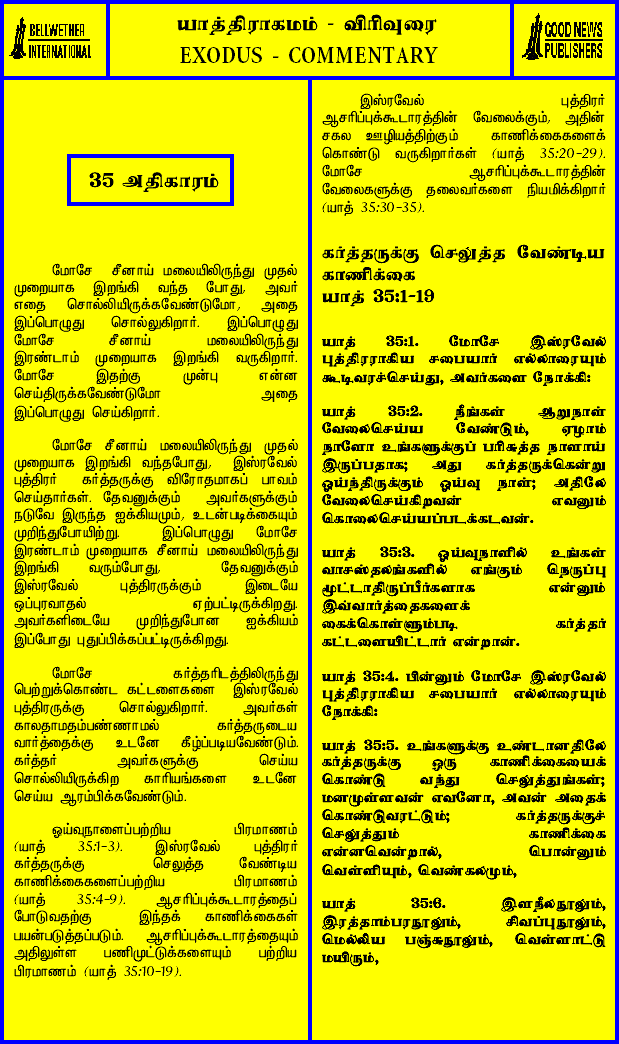 BELLWETHER
INTERNATIONAL
யாத்திராகமம் - விரிவுரை
EXODUS - COMMENTARY
GOOD NEWS
PUBLISHERS
35 அதிகாரம்
மோசே சீனாய் மலையிலிருந்து முதல்
முறையாக இறங்கி வந்த போது, அவர்
எதை சொல்லியிருக்கவேண்டுமோ, அதை
இப்பொழுது சொல்லுகிறார். இப்பொழுது
மோசே சீனாய் மலையிலிருந்து
இரண்டாம் முறையாக இறங்கி வருகிறார்.
மோசே இதற்கு முன்பு என்ன
செய்திருக்கவேண்டுமோ அதை
இப்பொழுது செய்கிறார்.
மோசே சீனாய் மலையிலிருந்து முதல்
முறையாக இறங்கி வந்தபோது, இஸ்ரவேல்
புத்திரர் கர்த்தருக்கு விரோதமாகப் பாவம்
செய்தார்கள். தேவனுக்கும் அவர்களுக்கும்
நடுவே இருந்த ஐக்கியமும், உடன்படிக்கையும்
முறிந்துபோயிற்று. இப்பொழுது மோசே
இரண்டாம் முறையாக சீனாய் மலையிலிருந்து
இறங்கி வரும்போது, தேவனுக்கும்
இஸ்ரவேல் புத்திரருக்கும் இடையே
ஒப்புரவாதல் ஏற்பட்டிருக்கிறது.
அவர்களிடையே முறிந்துபோன ஐக்கியம்
இப்போது புதுப்பிக்கப்பட்டிருக்கிறது.
மோசே கர்த்தரிடத்திலிருந்து
பெற்றுக்கொண்ட கட்டளைகளை இஸ்ரவேல்
புத்திரருக்கு சொல்லுகிறார். அவர்கள்
காலதாமதம்பண்ணாமல் கர்த்தருடைய
வார்த்தைக்கு உடனே கீழ்ப்படியவேண்டும்.
கர்த்தர் அவர்களுக்கு செய்ய
சொல்லியிருக்கிற காரியங்களை உடனே
செய்ய ஆரம்பிக்கவேண்டும்.
ஓய்வுநாளைப்பற்றிய பிரமாணம்
(யாத் 35:1-3). இஸ்ரவேல் புத்திரர்
கர்த்தருக்கு செலுத்த வேண்டிய
காணிக்கைகளைப்பற்றிய பிரமாணம்
(யாத் 35:4-9). ஆசரிப்புக்கூடாரத்தைப்
போடுவதற்கு இந்தக் காணிக்கைகள்
பயன்படுத்தப்படும். ஆசரிப்புக்கூடாரத்தையும்
அதிலுள்ள பணிமுட்டுக்களையும் பற்றிய
பிரமாணம் (யாத் 35:10-19).
இஸ்ரவேல் புத்திரர்
ஆசரிப்புக்கூடாரத்தின் வேலைக்கும், அதின்
சகல ஊழியத்திற்கும் காணிக்கைகளைக்
கொண்டு வருகிறார்கள் (யாத் 35:20-29).
மோசே ஆசரிப்புக்கூடாரத்தின்
வேலைகளுக்கு தலைவர்களை நியமிக்கிறார்
(யாத் 35:30-35).
கர்த்தருக்கு செலுத்த வேண்டிய
காணிக்கை
யாத் 35:1-19
யாத் 35:1. மோசே இஸ்ரவேல்
புத்திரராகிய சபையார் எல்லாரையும்
கூடிவரச்செய்து, அவர்களை நோக்கி:
யாத் 35:2. நீங்கள் ஆறுநாள்
வேலைசெய்ய வேண்டும், ஏழாம்
நாளோ உங்களுக்குப் பரிசுத்த நாளாய்
இருப்பதாக; அது கர்த்தருக்கென்று
ஓய்ந்திருக்கும் ஓய்வு நாள்; அதிலே
வேலைசெய்கிறவன் எவனும்
கொலைசெய்யப்படக்கடவன்.
யாத் 35:3. ஓய்வுநாளில் உங்கள்
வாசஸ்தலங்களில் எங்கும் நெருப்பு
மூட்டாதிருப்பீர்களாக என்னும்
இவ்வார்த்தைகளைக்
கைக்கொள்ளும்படி கர்த்தர்
கட்டளையிட்டார் என்றான்.
யாத் 35:4. பின்னும் மோசே இஸ்ரவேல்
புத்திரராகிய சபையார் எல்லாரையும்
நோக்கி:
யாத் 35:5. உங்களுக்கு உண்டானதிலே
கர்த்தருக்கு ஒரு காணிக்கையைக்
கொண்டு வந்து செலுத்துங்கள்;
மனமுள்ளவன் எவனோ, அவன் அதைக்
கொண்டுவரட்டும்; கர்த்தருக்குச்
செலுத்தும் காணிக்கை
என்னவென்றால், பொன்னும்
வெள்ளியும், வெண்கலமும்,
யாத் 35:6. இளநீலநூலும்,
இரத்தாம்பரநூலும், சிவப்புநூலும்,
மெல்லிய பஞ்சுநூலும், வெள்ளாட்டு
மயிரும்,